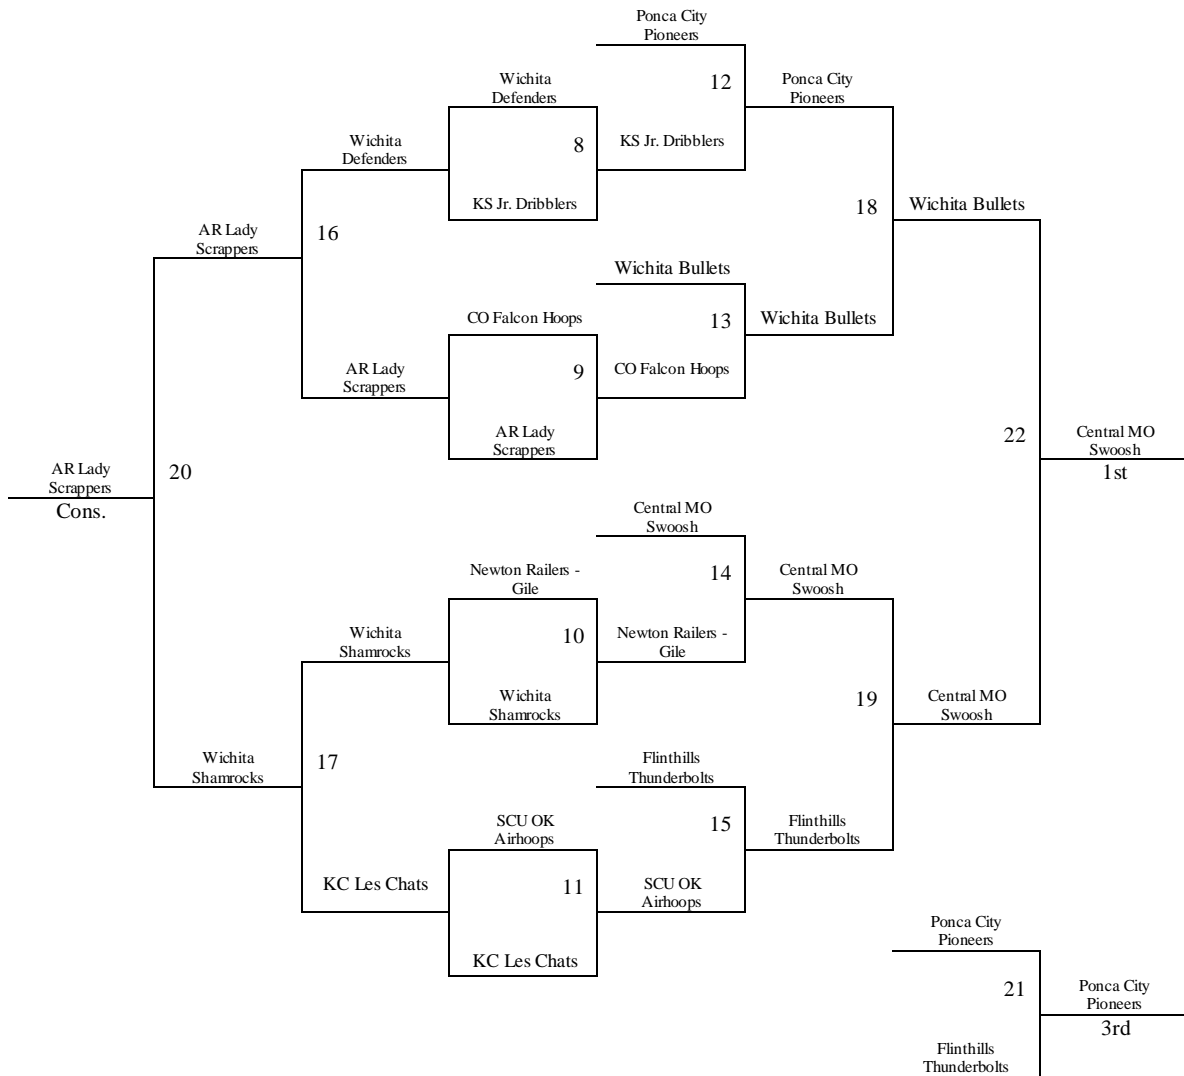 Ponca City
Pioneers
12
Wichita
Defenders
Ponca City
Pioneers
8
KS Jr. Dribblers
Wichita
Defenders
KS Jr. Dribblers
18
Wichita Bullets
AR Lady
Scrappers
16
Wichita Bullets
CO Falcon Hoops
13
Wichita Bullets
AR Lady
Scrappers
9
CO Falcon Hoops
AR Lady
Scrappers
22
Central MO
Swoosh
1st
AR Lady
Scrappers
Cons.
20
Central MO
Swoosh
Newton Railers -
Gile
14
Central MO
Swoosh
Wichita
Shamrocks
10
Newton Railers -
Gile
Wichita
Shamrocks
19
Central MO
Swoosh
Wichita
Shamrocks
17
Flinthills
Thunderbolts
SCU OK
Airhoops
15
Flinthills
Thunderbolts
KC Les Chats
11
SCU OK
Airhoops
KC Les Chats
Ponca City
Pioneers
21
Ponca City
Pioneers
3rd
Flinthills
Thunderbolts